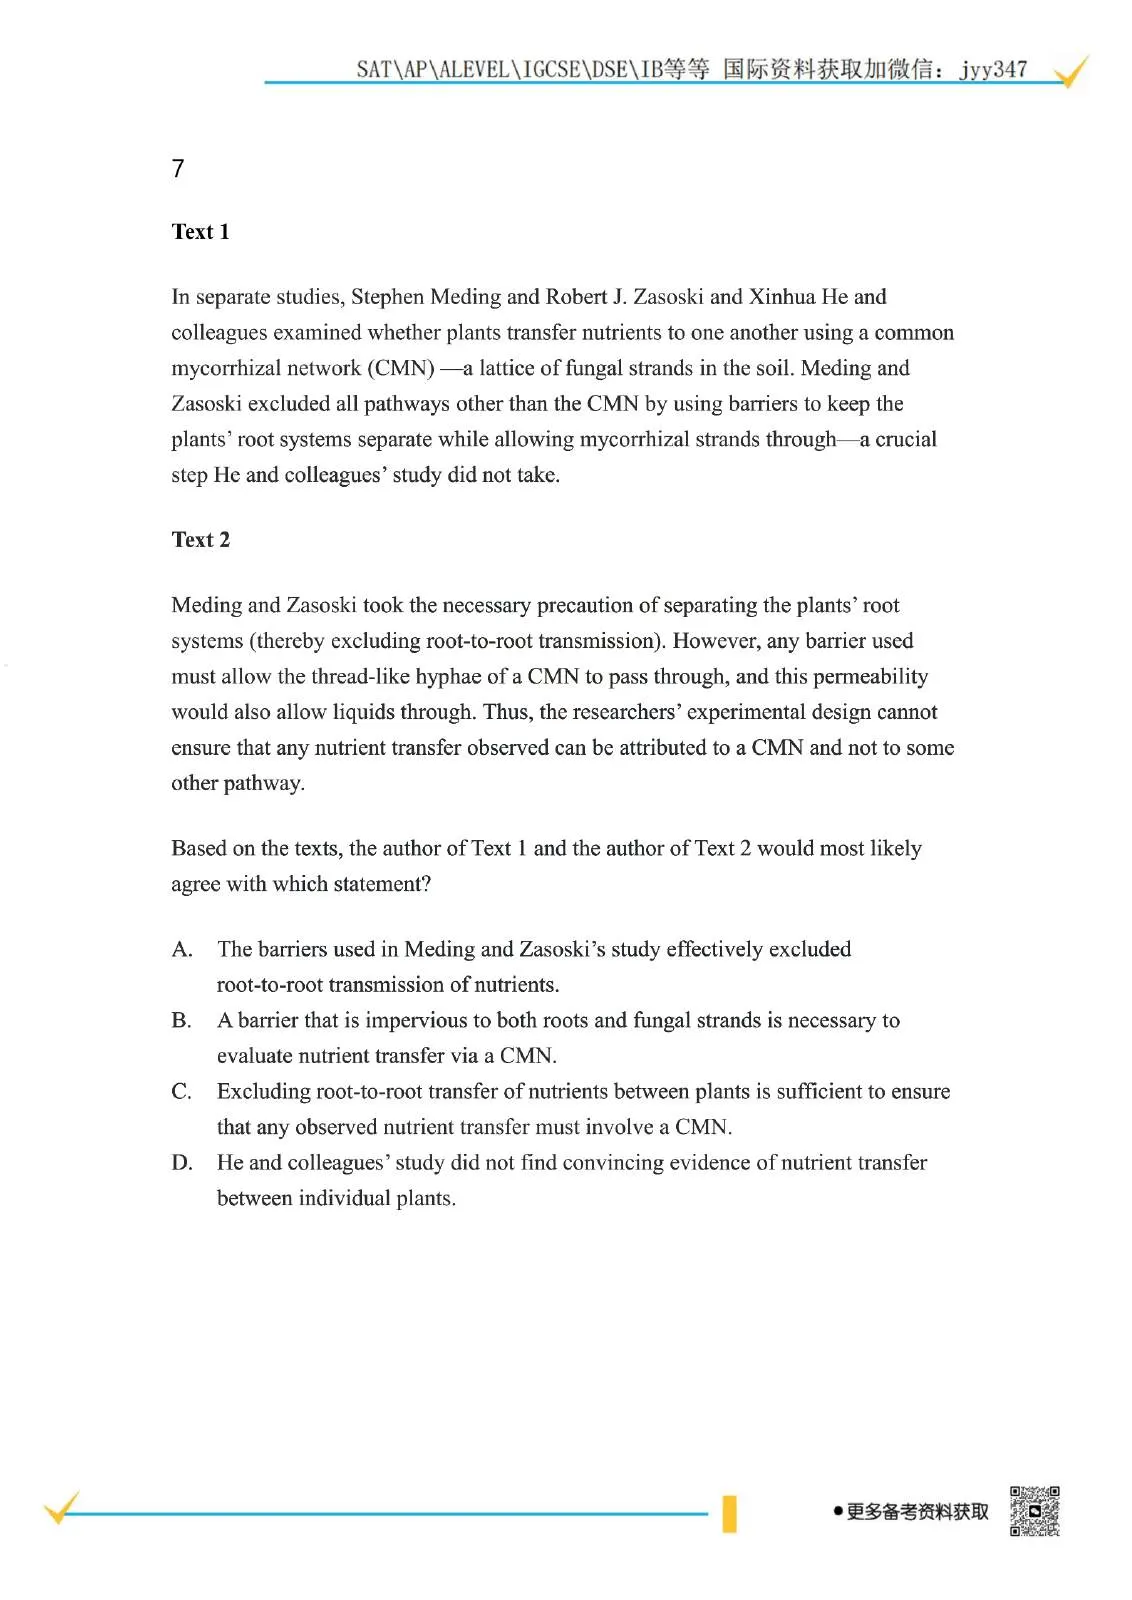 SAT\AP\ALEVEL\IGCSE\DSE\IB等等 国际资料获取加微信：jyy347
7
Text 1
In separate studies, Stephen Meding and Robert J. Zasoski and Xinhua He and
colleagues examined whether plants transfer nutrients to one another using a common
mycorrhizal network (CMN) —a lattice of fungal strands in the soil. Meding and
Zasoski excluded all pathways other than the CMN by using barriers to keep the
plants’ root systems separate while allowing mycorrhizal strands through—a crucial
step He and colleagues’ study did not take.
Text 2
Meding and Zasoski took the necessary precaution of separating the plants’ root
systems (thereby excluding root-to-root transmission). However, any barrier used
must allow the thread-like hyphae of a CMN to pass through, and this permeability
would also allow liquids through. Thus, the researchers’ experimental design cannot
ensure that any nutrient transfer observed can be attributed to a CMN and not to some
other pathway.
Based on the texts, the author of Text 1 and the author of Text 2 would most likely
agree with which statement?
A. The barriers used in Meding and Zasoski’s study effectively excluded
root-to-root transmission of nutrients.
B. A barrier that is impervious to both roots and fungal strands is necessary to
evaluate nutrient transfer via a CMN.
C. Excluding root-to-root transfer of nutrients between plants is sufficient to ensure
that any observed nutrient transfer must involve a CMN.
D. He and colleagues’ study did not find convincing evidence of nutrient transfer
between individual plants.
●更多备考资料获取